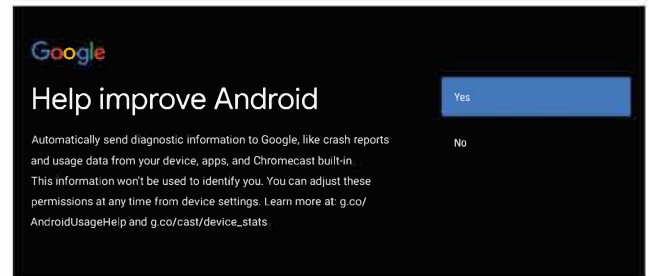 Google
Help improve Android
Automatically send diagnostic information to Google, like crash reports
and usage data from your device, apps, and Chromecast built-in.
This information won't be used to identify you. You can adjust these
permissions at any time from device settings. Learn more at: g.co/
AndroidUsageHelp and g.co/cast/device_stats
Yes
No